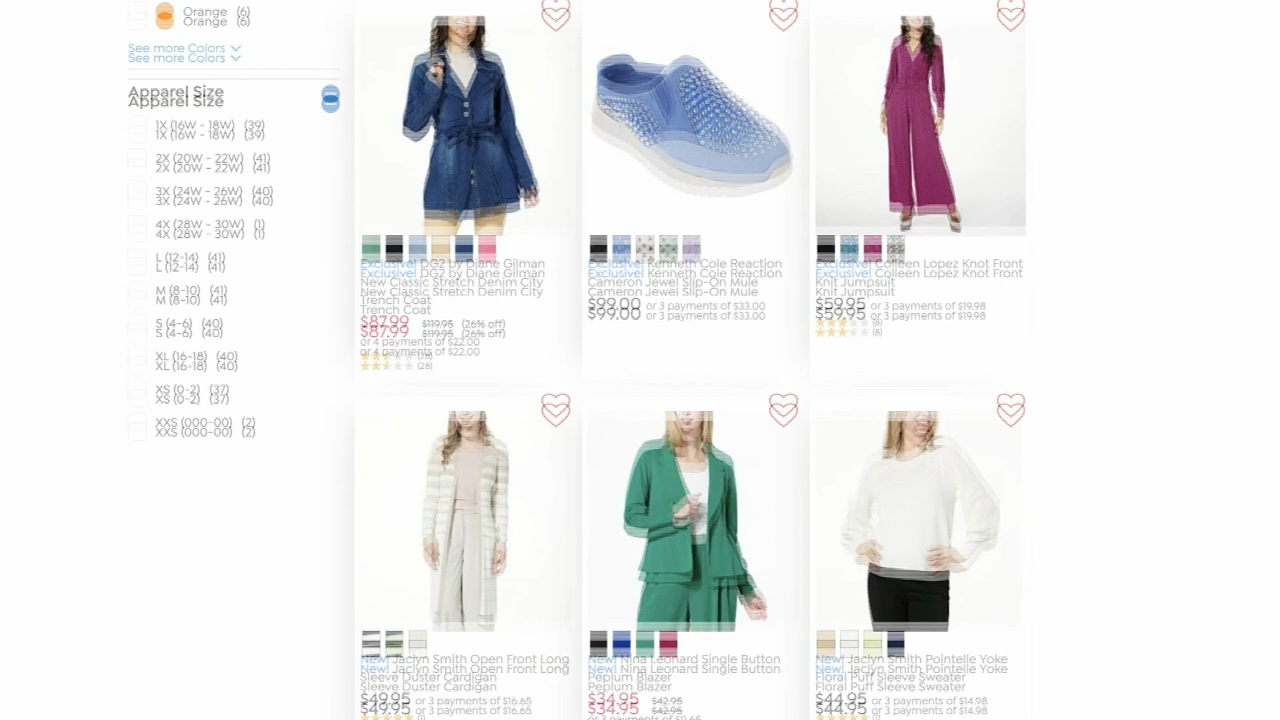 Orange (6)
See more Colors
Apparel Size
1X (16W - 18W) (39)
2X (20W - 22W) (41)
3X (24W - 26W) (40)
4X (28W - 30W) (1)
L (12-14) (41)
M (8-10) (41)
S (4-6) (40)
XL (16-18) (40)
XS (0-2) (37)
XXS (000-00) (2)
Exclusive! DG2 by Diane Gilman
New Classic Stretch Denim City
Trench Coat
$87.99 $119.95 (26% off)
or 4 payments of $22.00
(28)
Exclusive! Kenneth Cole Reaction
Cameron Jewel Slip-On Mule
$99.00 or 3 payments of $33.00
Exclusive! Colleen Lopez Knot Front
Knit Jumpsuit
$59.95 or 3 payments of $19.98
(8)
New! Jaclyn Smith Open Front Long
Sleeve Duster Cardigan
$49.95 or 3 payments of $16.65
(1)
New! Nina Leonard Single Button
Peplum Blazer
$34.95 $42.95
or 3 payments of $11.65
New! Jaclyn Smith Pointelle Yoke
Floral Puff Sleeve Sweater
$44.95 or 3 payments of $14.98